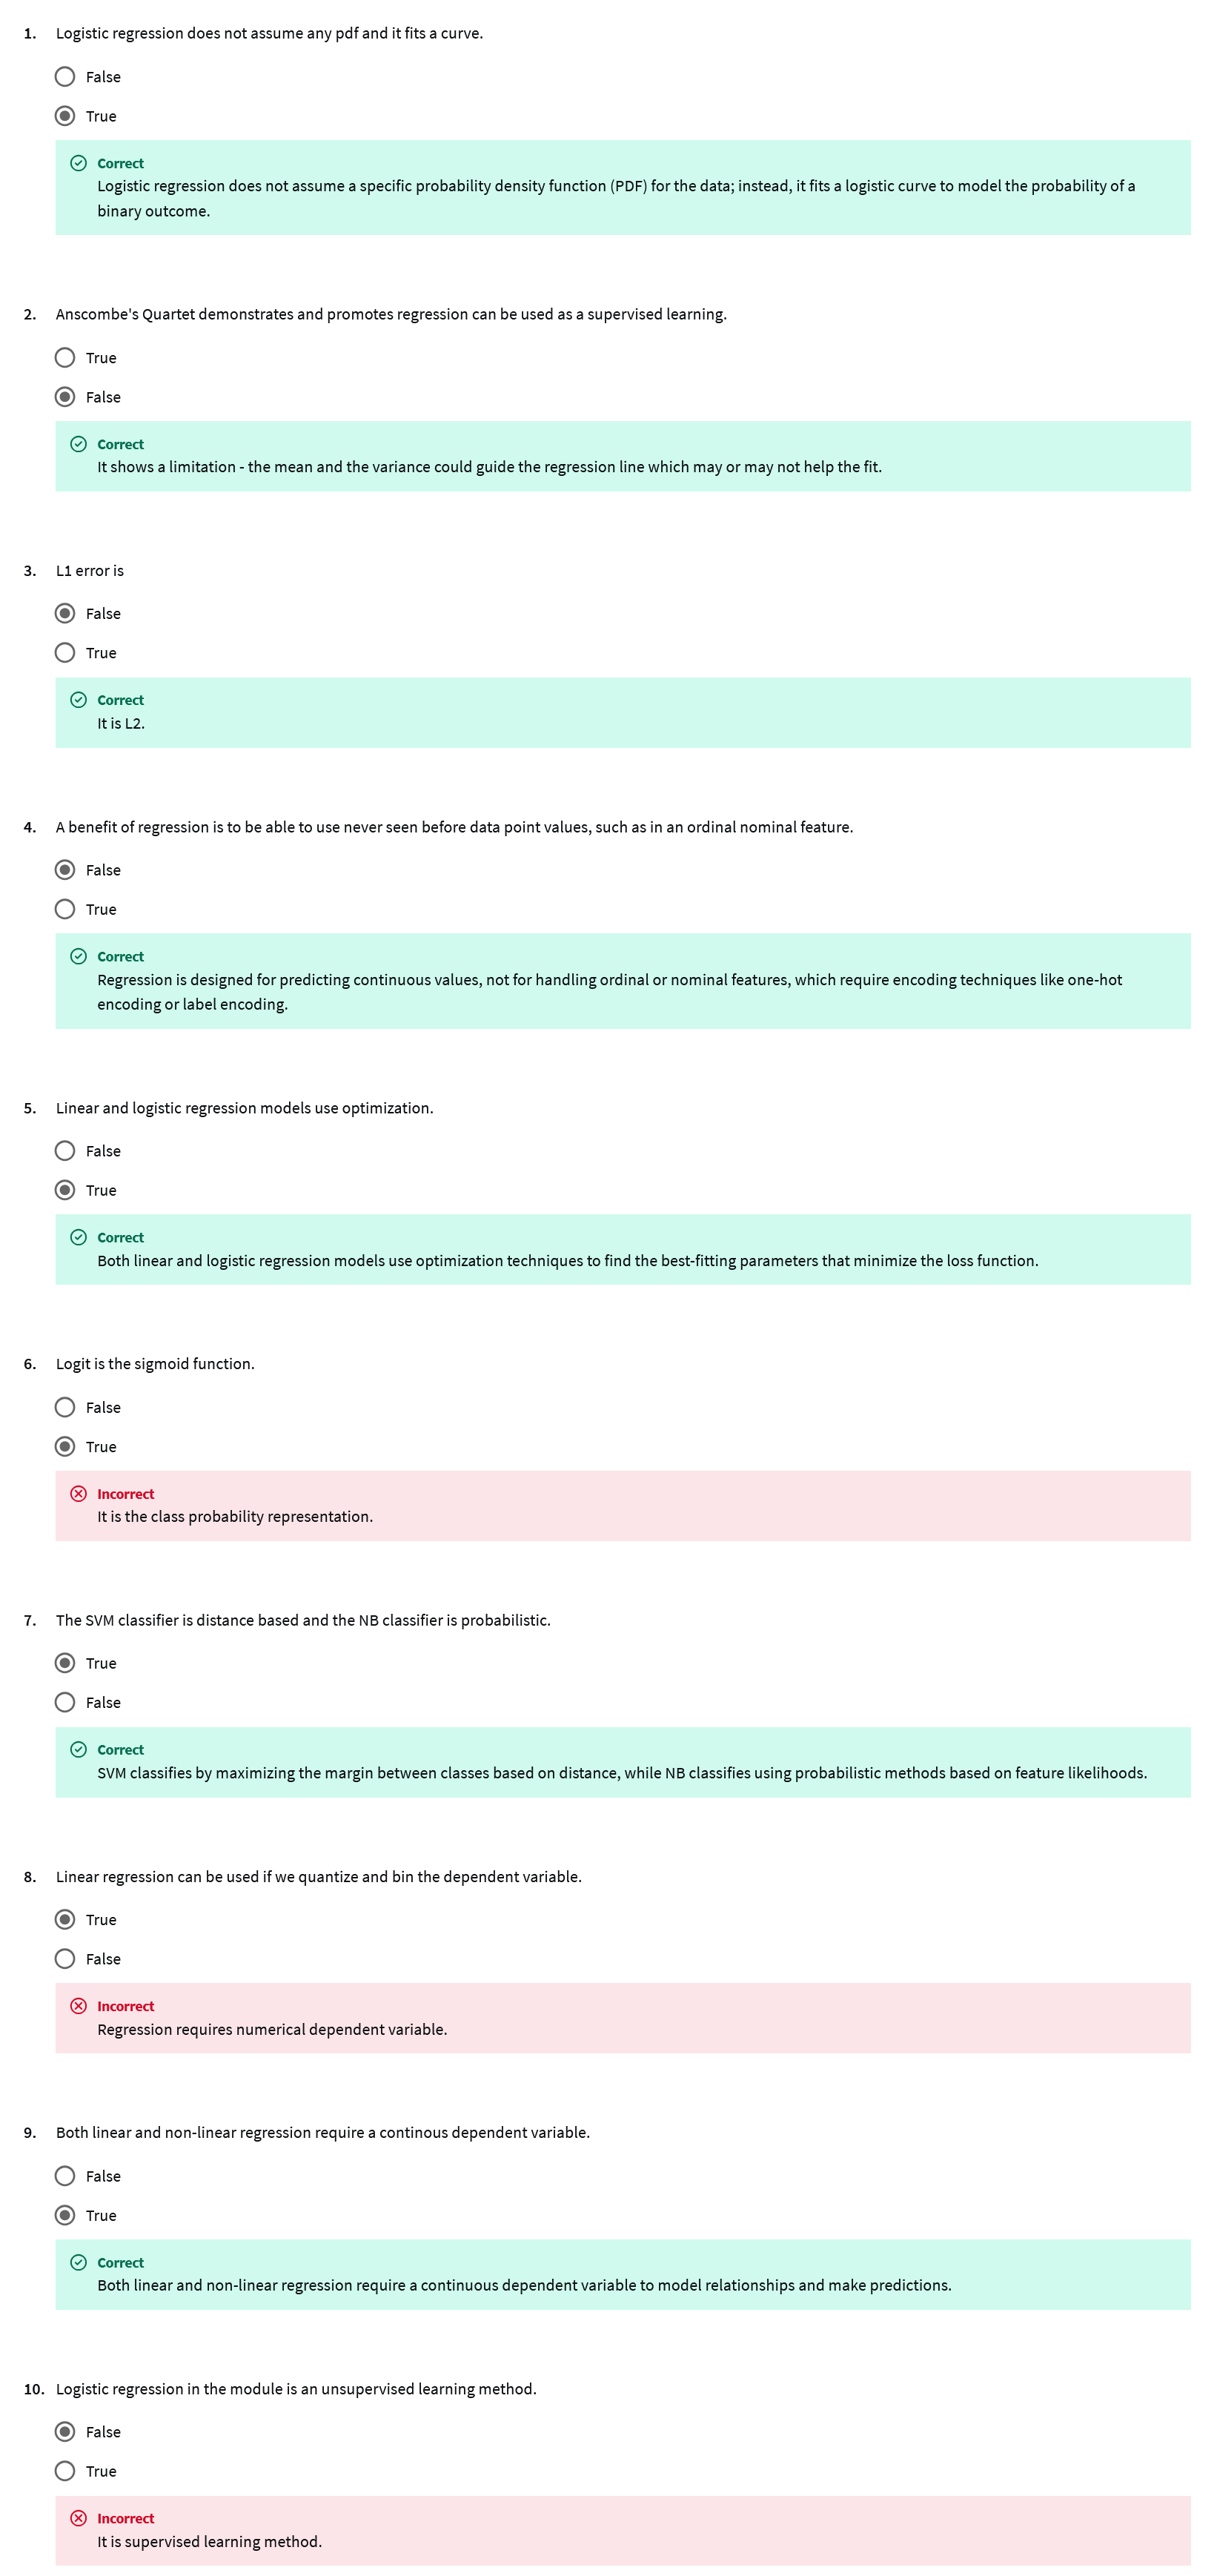 1. Logistic regression does not assume any pdf and it fits a curve.
False
True
Correct
Logistic regression does not assume a specific probability density function (PDF) for the data; instead, it fits a logistic curve to model the probability of a
binary outcome.
2. Anscombe's Quartet demonstrates and promotes regression can be used as a supervised learning.
True
False
Correct
It shows a limitation - the mean and the variance could guide the regression line which may or may not help the fit.
3. L1 error is
False
True
Correct
It is L2.
4. A benefit of regression is to be able to use never seen before data point values, such as in an ordinal nominal feature.
False
True
Correct
Regression is designed for predicting continuous values, not for handling ordinal or nominal features, which require encoding techniques like one-hot
encoding or label encoding.
5. Linear and logistic regression models use optimization.
False
True
Correct
Both linear and logistic regression models use optimization techniques to find the best-fitting parameters that minimize the loss function.
6. Logit is the sigmoid function.
False
True
Incorrect
It is the class probability representation.
7. The SVM classifier is distance based and the NB classifier is probabilistic.
True
False
Correct
SVM classifies by maximizing the margin between classes based on distance, while NB classifies using probabilistic methods based on feature likelihoods.
8. Linear regression can be used if we quantize and bin the dependent variable.
True
False
Incorrect
Regression requires numerical dependent variable.
9. Both linear and non-linear regression require a continous dependent variable.
False
True
Correct
Both linear and non-linear regression require a continuous dependent variable to model relationships and make predictions.
10. Logistic regression in the module is an unsupervised learning method.
False
True
Incorrect
It is supervised learning method.